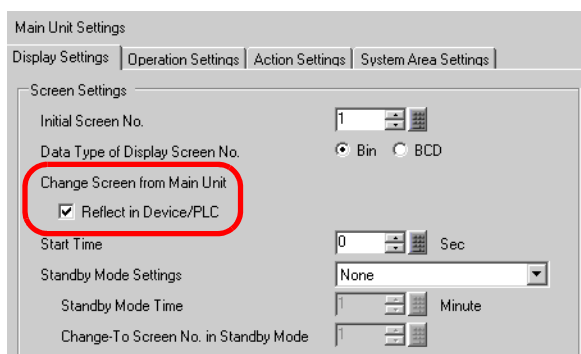 Main Unit Settings
Display Settings Operation Settings Action Settings System Area Settings
Screen Settings
Initial Screen No. 1
Data Type of Display Screen No. Bin BCD
Change Screen from Main Unit
Reflect in Device/PLC
Start Time 0 Sec
Standby Mode Settings None
Standby Mode Time 1 Minute
Change-To Screen No. in Standby Mode 1